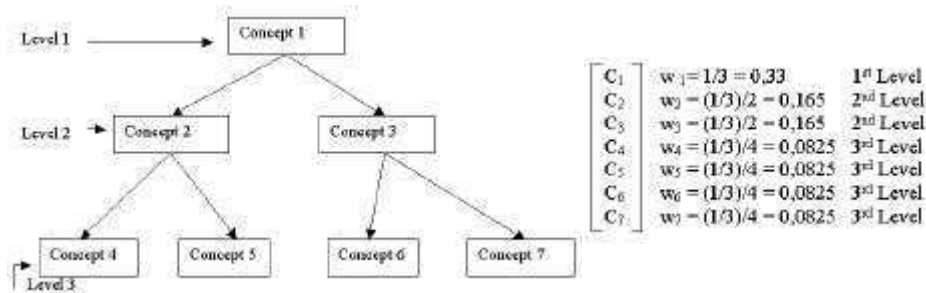 Level 1
Concept 1
Level 2
Concept 2
Concept 3
Concept 4
Concept 5
Concept 6
Concept 7
Level 3
C1 w1= 1/3 = 0,33 1st Level
C2 w2 = (1/3)/2 = 0,165 2nd Level
C3 w3 = (1/3)/2 = 0,165 2nd Level
C4 w4 = (1/3)/4 = 0,0825 3rd Level
C5 w5 = (1/3)/4 = 0,0825 3rd Level
C6 w6 = (1/3)/4 = 0,0825 3rd Level
C7 w7 = (1/3)/4 = 0,0825 3rd Level